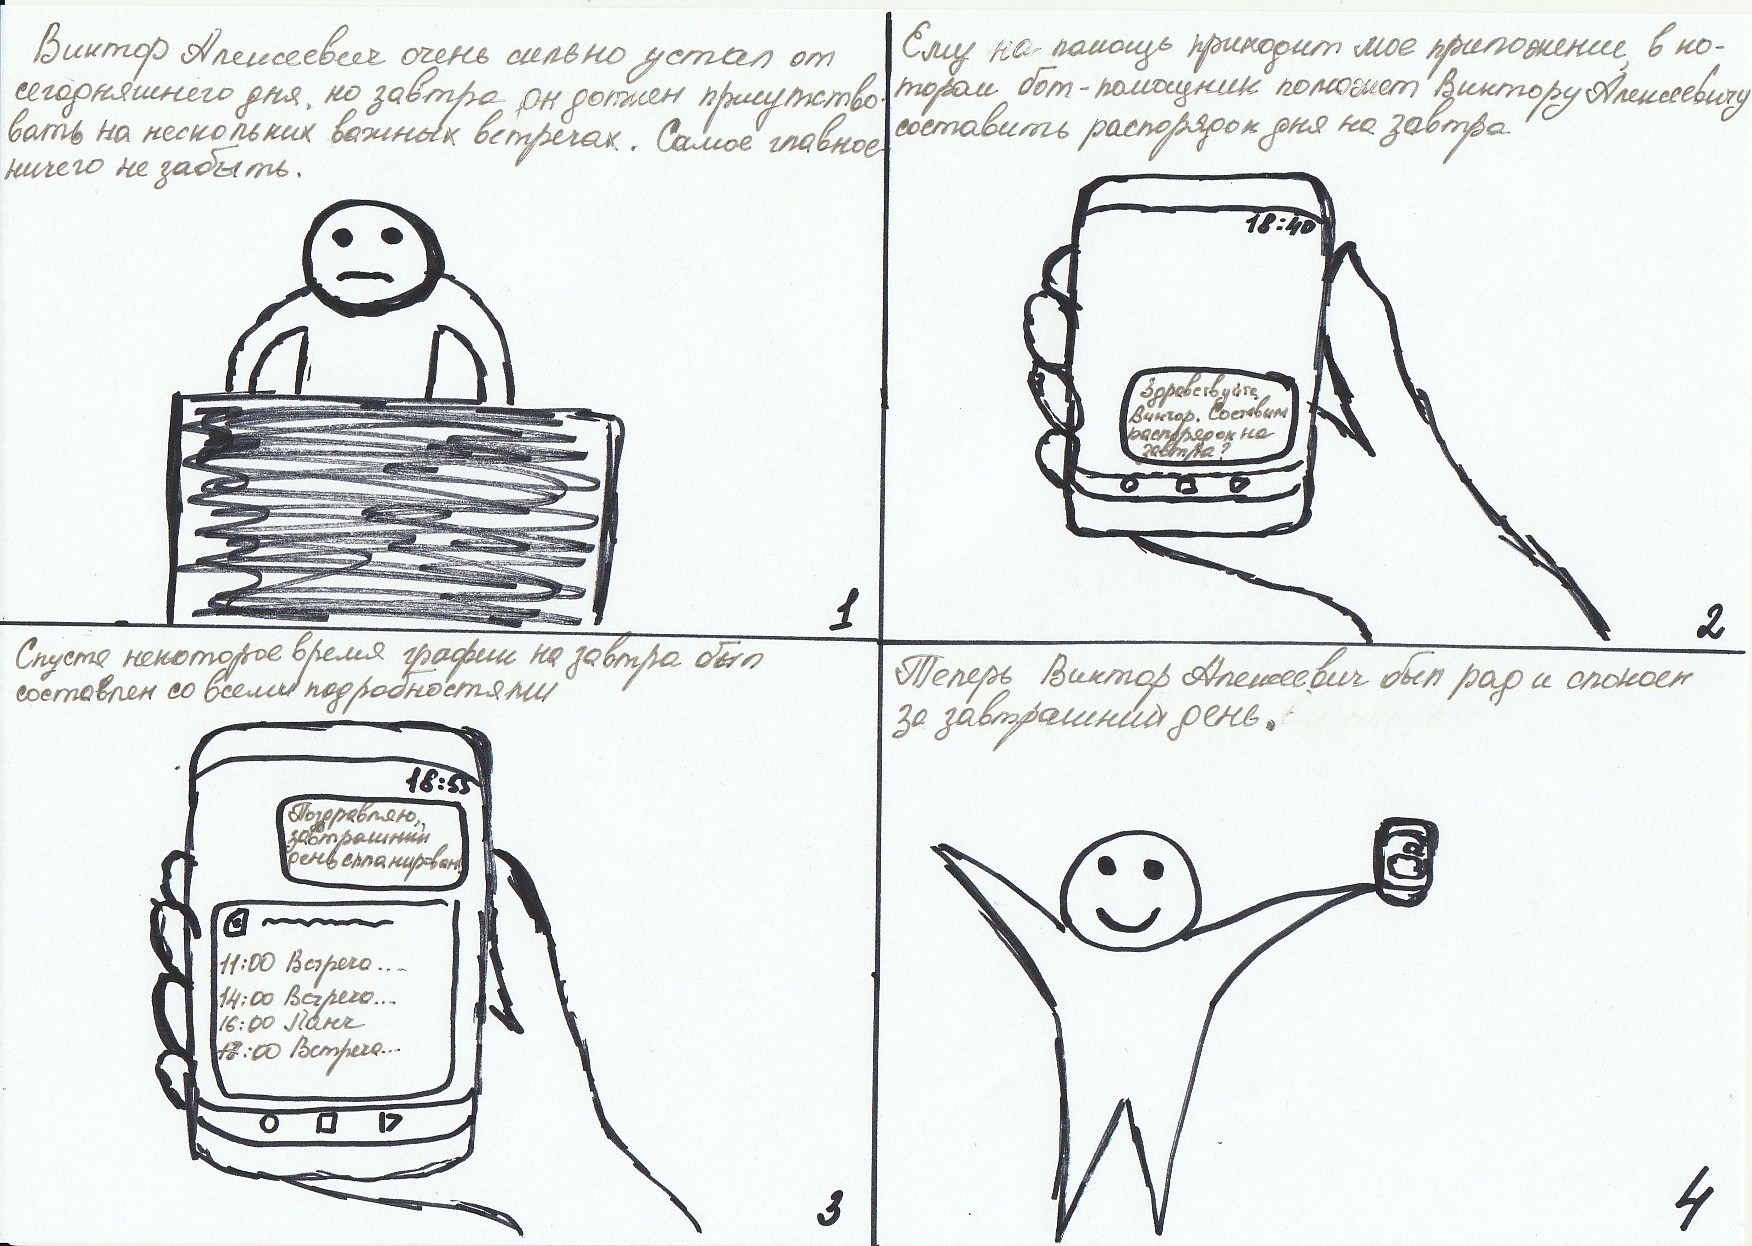 Виктор Алексеевич очень сильно устал от
сегодняшнего дня, но завтра он должен присутство-
вать на нескольких важных встречах. Самое главное
ничего не забыть.
1
Ему на помощь приходит мое приложение, в ко-
тором бот-помощник поможет Виктору Алексеевичу
составить распорядок дня на завтра
18:40
Здравствуйте,
Виктор. Составим
распорядок на
завтра?
2
Спустя некоторое время график на завтра был
составлен со всеми подробностями
18:55
Поздравляю,
завтрашний
день спланирован
11:00 Встреча...
14:00 Встреча...
16:00 Ланч
18:00 Встреча...
3
Теперь Виктор Алексеевич был рад и спокоен
за завтрашний день.
4